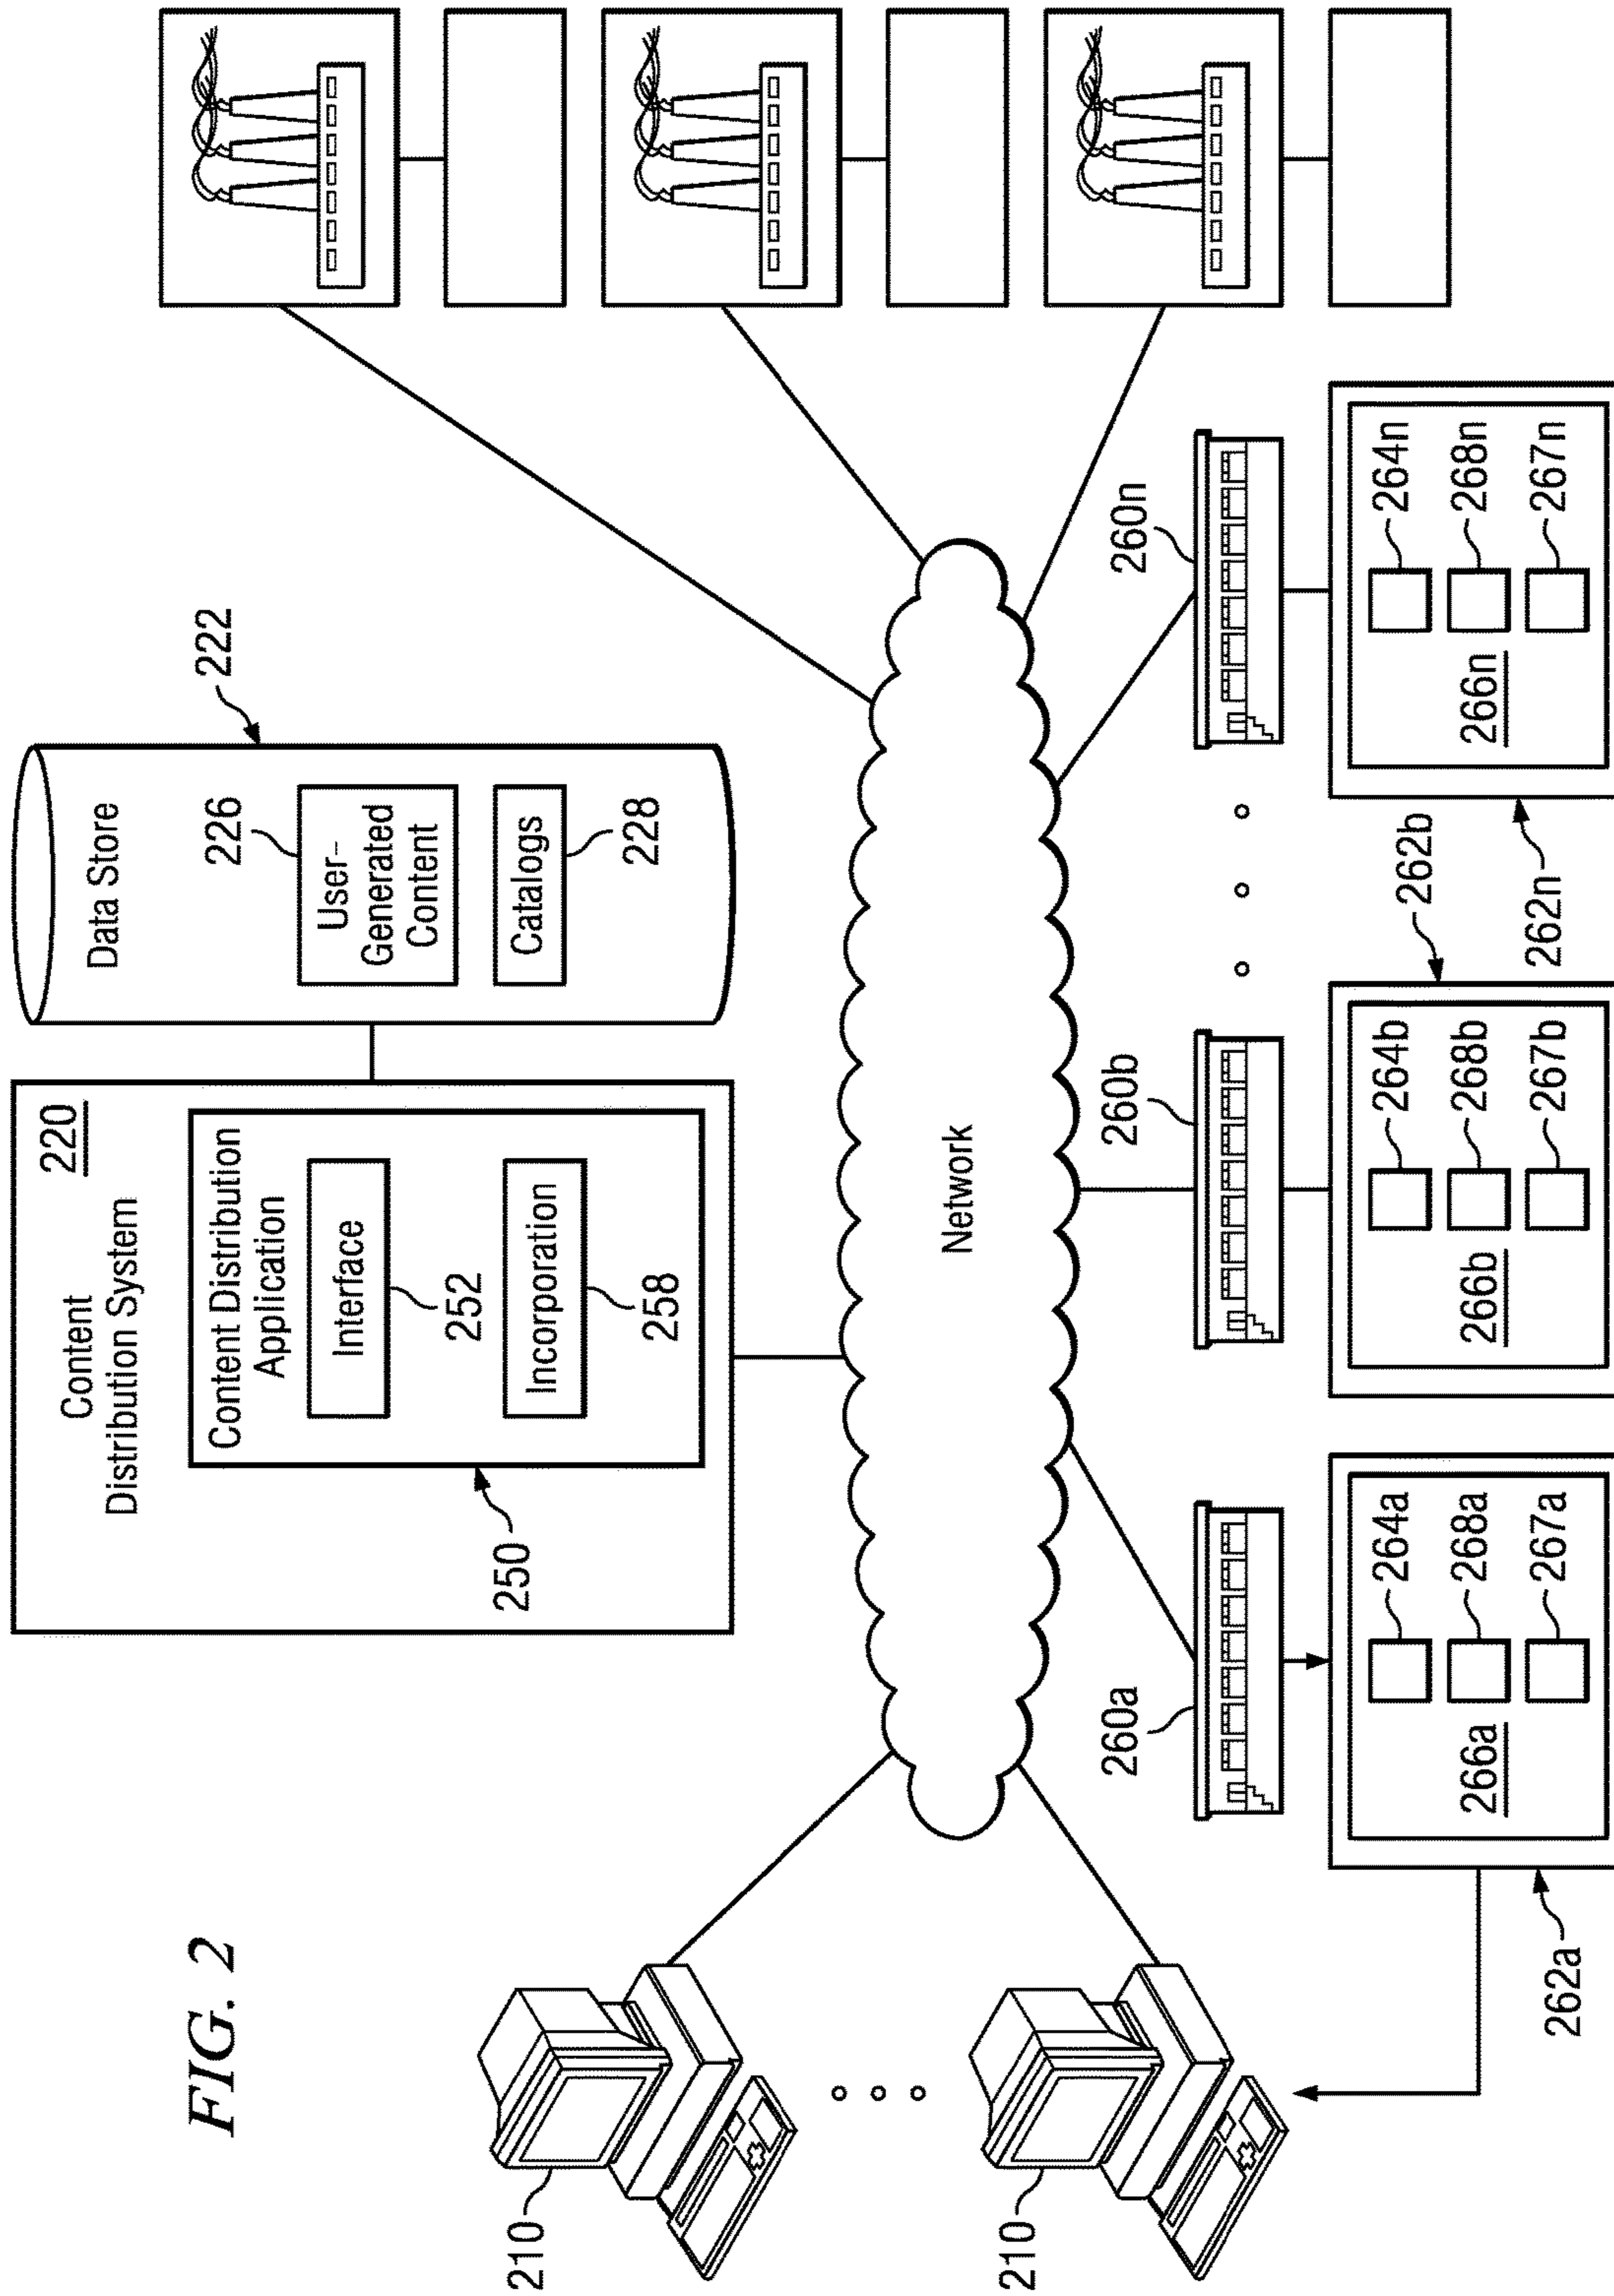 FIG. 2
Content
Distribution System
220
Content Distribution
Application
Interface
252
Incorporation
258
250
Data Store
222
226
User-
Generated
Content
Catalogs
228
Network
210
210
260a
260b
260n
264a
268a
267a
266a
262a
264b
268b
267b
266b
262b
264n
268n
267n
266n
262n